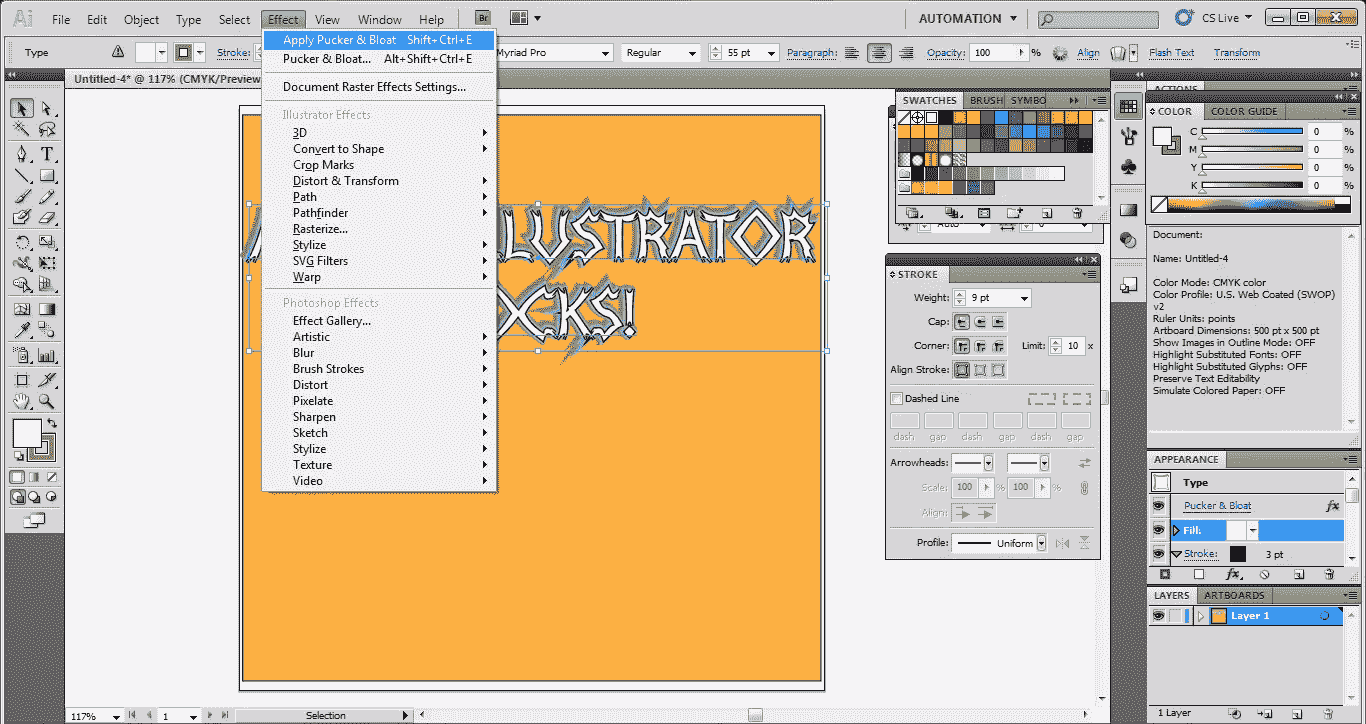 Ai File Edit Object Type Select Effect View Window Help Br AUTOMATION CS Live
Type Stroke: Myriad Pro Regular 55 pt Paragraph: Opacity: 100 % Align Flash Text Transform
Untitled-4* @ 117% (CMYK/Preview
Apply Pucker & Bloat Shift+Ctrl+E
Pucker & Bloat... Alt+Shift+Ctrl+E
Document Raster Effects Settings...
Illustrator Effects
3D
Convert to Shape
Crop Marks
Distort & Transform
Path
Pathfinder
Rasterize...
Stylize
SVG Filters
Warp
Photoshop Effects
Effect Gallery...
Artistic
Blur
Brush Strokes
Distort
Pixelate
Sharpen
Sketch
Stylize
Texture
Video
LUSTRATOR
CKS!
SWATCHES BRUSH SYMBO
Auto 0
STROKE
Weight: 9 pt
Cap:
Corner: Limit: 10 x
Align Stroke:
Dashed Line
dash gap dash gap dash gap
Arrowheads:
Scale: 100 % 100 %
Align:
Profile: Uniform
ACTIONS
COLOR COLOR GUIDE
C 0 %
M 0 %
Y 0 %
K 0 %
Document:
Name: Untitled-4
Color Mode: CMYK color
Color Profile: U.S. Web Coated (SWOP)
v2
Ruler Units: points
Artboard Dimensions: 500 pt x 500 pt
Show Images in Outline Mode: OFF
Highlight Substituted Fonts: OFF
Highlight Substituted Glyphs: OFF
Preserve Text Editability
Simulate Colored Paper: OFF
APPEARANCE
Type
Pucker & Bloat fx
Fill:
Stroke: 3 pt
fx
LAYERS ARTBOARDS
Layer 1
1 Layer
117% 1 Selection